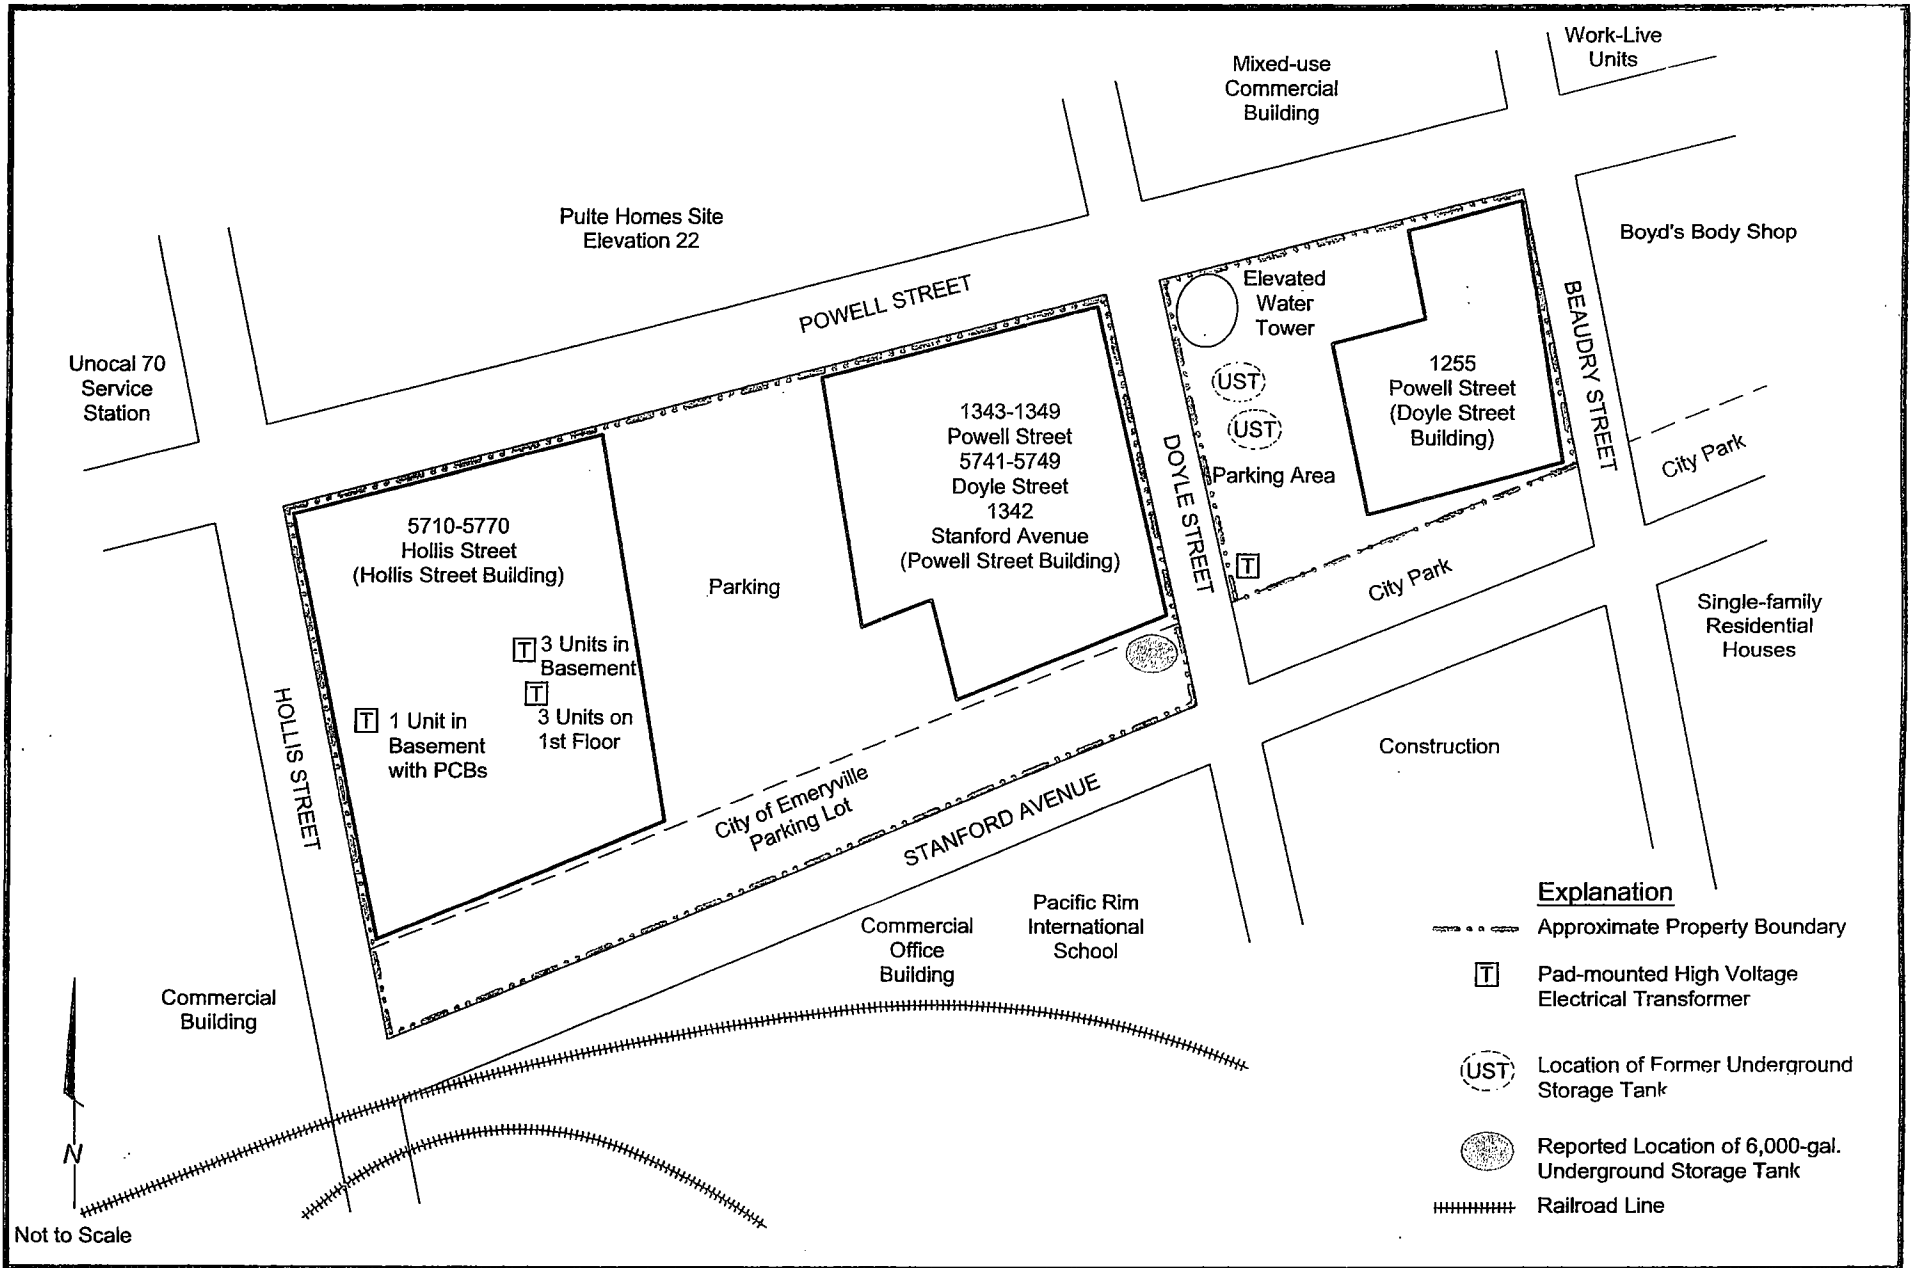 Work-Live
Units
Mixed-use
Commercial
Building
Pulte Homes Site
Elevation 22
Boyd's Body Shop
POWELL STREET
Elevated
Water
Tower
BEAUDRY STREET
Unocal 70
Service
Station
UST
UST
1255
Powell Street
(Doyle Street
Building)
1343-1349
Powell Street
5741-5749
Doyle Street
1342
Stanford Avenue
(Powell Street Building)
DOYLE STREET
Parking Area
City Park
5710-5770
Hollis Street
(Hollis Street Building)
Parking
T
City Park
Single-family
Residential
Houses
T 3 Units in
Basement
T
3 Units on
1st Floor
T 1 Unit in
Basement
with PCBs
HOLLIS STREET
City of Emeryville
Parking Lot
STANFORD AVENUE
Construction
Commercial
Office
Building
Pacific Rim
International
School
Commercial
Building
Explanation
Approximate Property Boundary
T Pad-mounted High Voltage
Electrical Transformer
UST Location of Former Underground
Storage Tank
Reported Location of 6,000-gal.
Underground Storage Tank
Railroad Line
N
Not to Scale